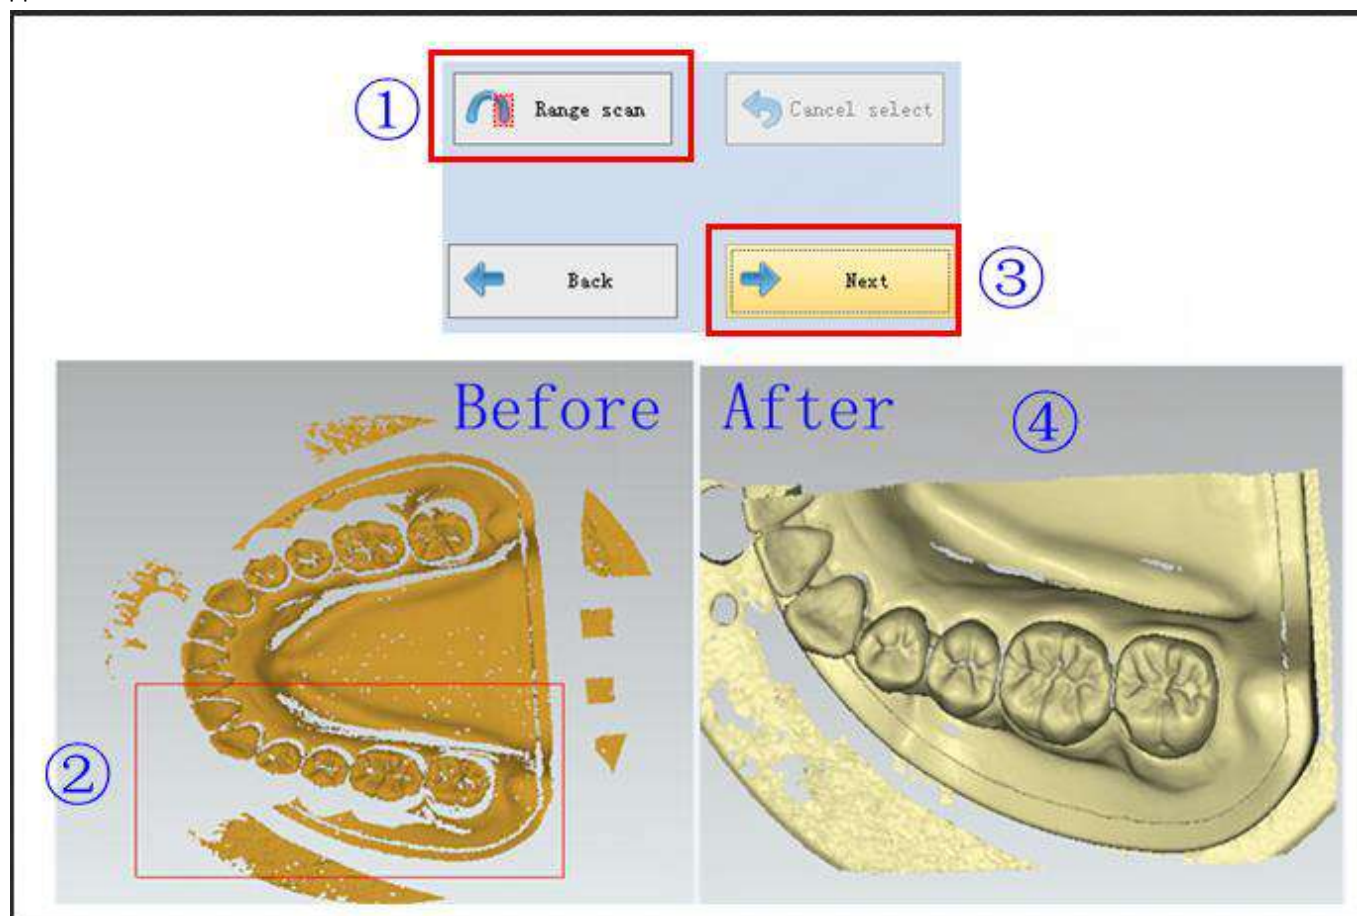 ①
Range scan
Cancel select
Back
Next
③
Before
After
④
②